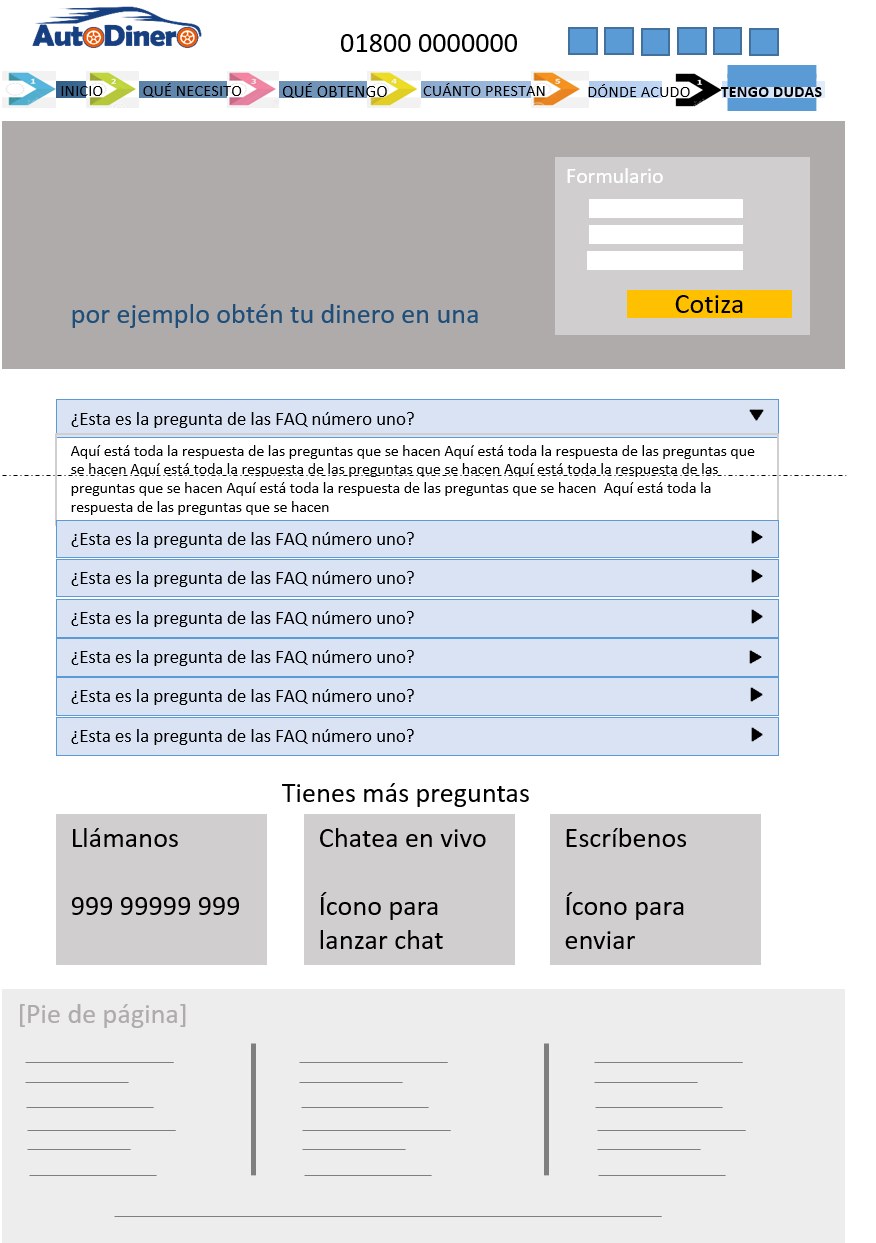 AutoDinero
01800 0000000
1 INICIO 2 QUÉ NECESITO 3 QUÉ OBTENGO 4 CUÁNTO PRESTAN 5 DÓNDE ACUDO 1 TENGO DUDAS
Formulario
Cotiza
por ejemplo obtén tu dinero en una
¿Esta es la pregunta de las FAQ número uno?
Aquí está toda la respuesta de las preguntas que se hacen Aquí está toda la respuesta de las preguntas que
se hacen Aquí está toda la respuesta de las preguntas que se hacen Aquí está toda la respuesta de las
preguntas que se hacen Aquí está toda la respuesta de las preguntas que se hacen  Aquí está toda la
respuesta de las preguntas que se hacen
¿Esta es la pregunta de las FAQ número uno?
¿Esta es la pregunta de las FAQ número uno?
¿Esta es la pregunta de las FAQ número uno?
¿Esta es la pregunta de las FAQ número uno?
¿Esta es la pregunta de las FAQ número uno?
¿Esta es la pregunta de las FAQ número uno?
Tienes más preguntas
Llámanos
999 99999 999
Chatea en vivo
Ícono para
lanzar chat
Escríbenos
Ícono para
enviar
[Pie de página]